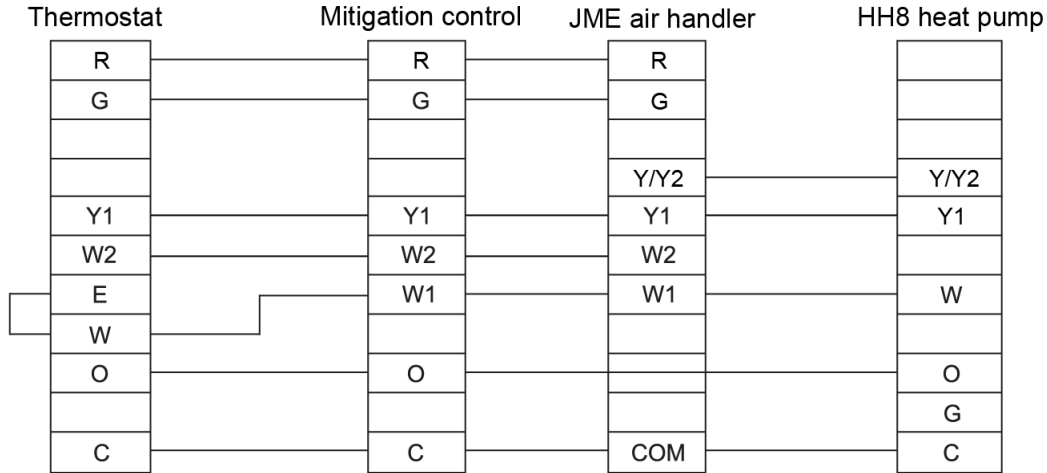 Thermostat Mitigation control JME air handler HH8 heat pump
R R R
G G G
Y/Y2 Y/Y2
Y1 Y1 Y1 Y1
W2 W2 W2
E W1 W1 W
W
O O O
G
C C COM C